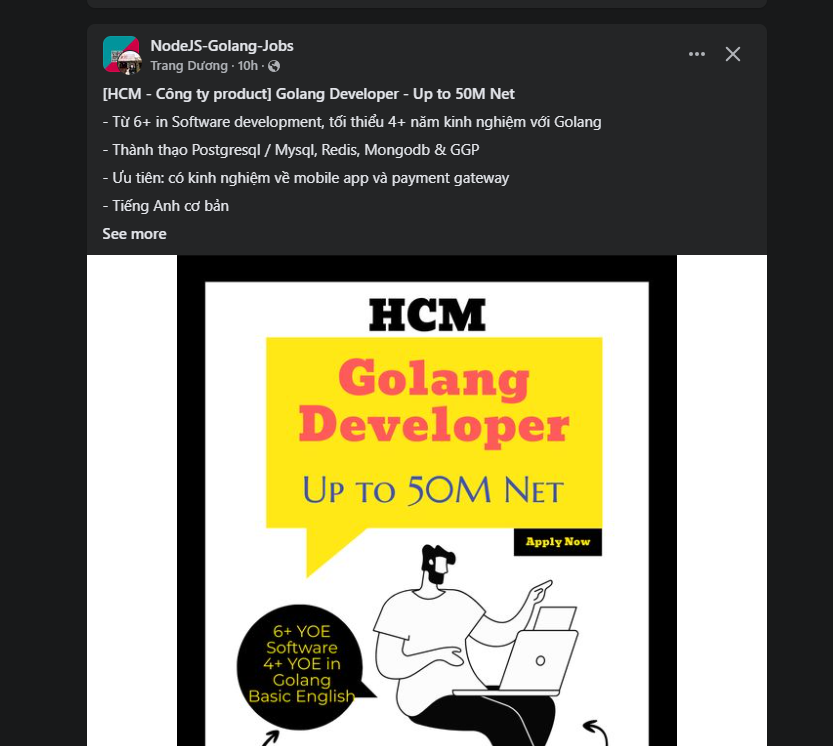 NodeJS-Golang-Jobs
Trang Dương · 10h ·
[HCM - Công ty product] Golang Developer - Up to 50M Net
- Từ 6+ in Software development, tối thiểu 4+ năm kinh nghiệm với Golang
- Thành thạo Postgresql / Mysql, Redis, Mongodb & GGP
- Ưu tiên: có kinh nghiệm về mobile app và payment gateway
- Tiếng Anh cơ bản
See more
HCM
Golang
Developer
Up to 50M Net
Apply Now
6+ YOE
Software
4+ YOE in
Golang
Basic English